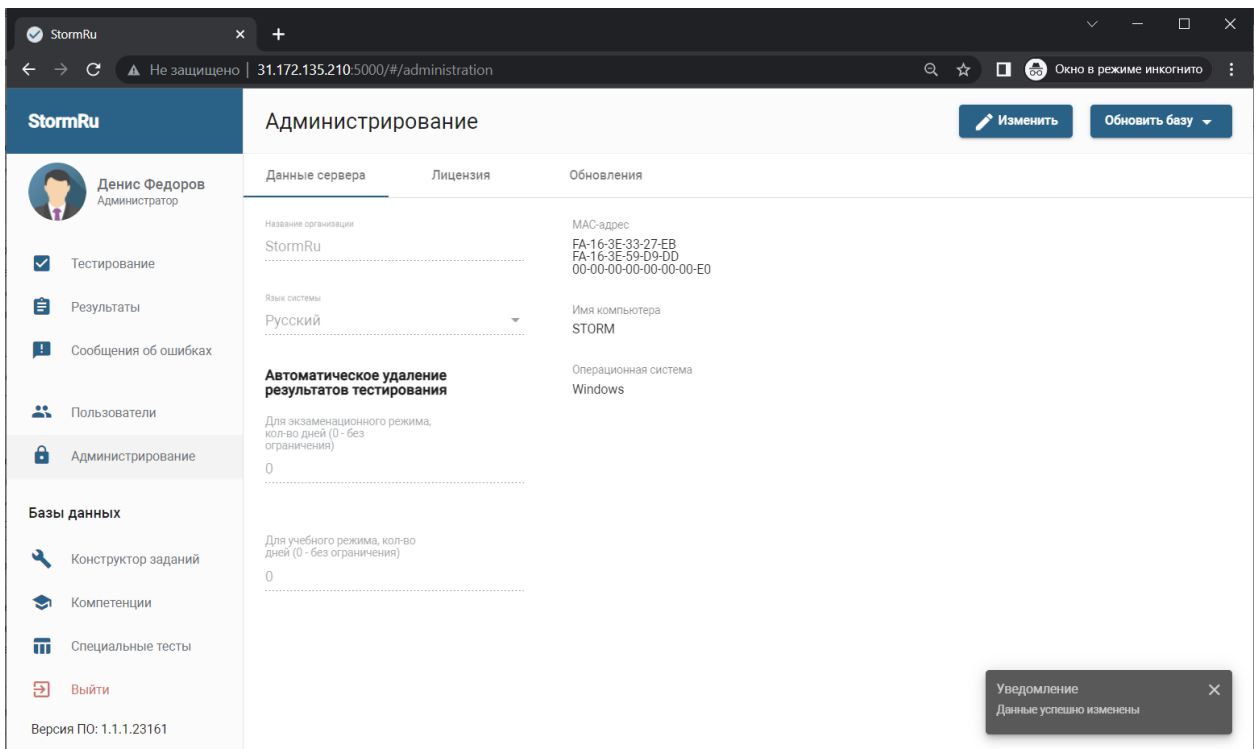 StormRu
Не защищено | 31.172.135.210:5000/#/administration
Окно в режиме инкогнито
StormRu
Администрирование
Изменить
Обновить базу
Денис Федоров
Администратор
Тестирование
Результаты
Сообщения об ошибках
Пользователи
Администрирование
Базы данных
Конструктор заданий
Компетенции
Специальные тесты
Выйти
Версия ПО: 1.1.1.23161
Данные сервера
Лицензия
Обновления
Название организации
StormRu
Язык системы
Русский
Автоматическое удаление
результатов тестирования
Для экзаменационного режима,
кол-во дней (0 - без
ограничения)
0
Для учебного режима, кол-во
дней (0 - без ограничения)
0
MAC-адрес
FA-16-3E-33-27-EB
FA-16-3E-59-D9-DD
00-00-00-00-00-00-00-E0
Имя компьютера
STORM
Операционная система
Windows
Уведомление
Данные успешно изменены